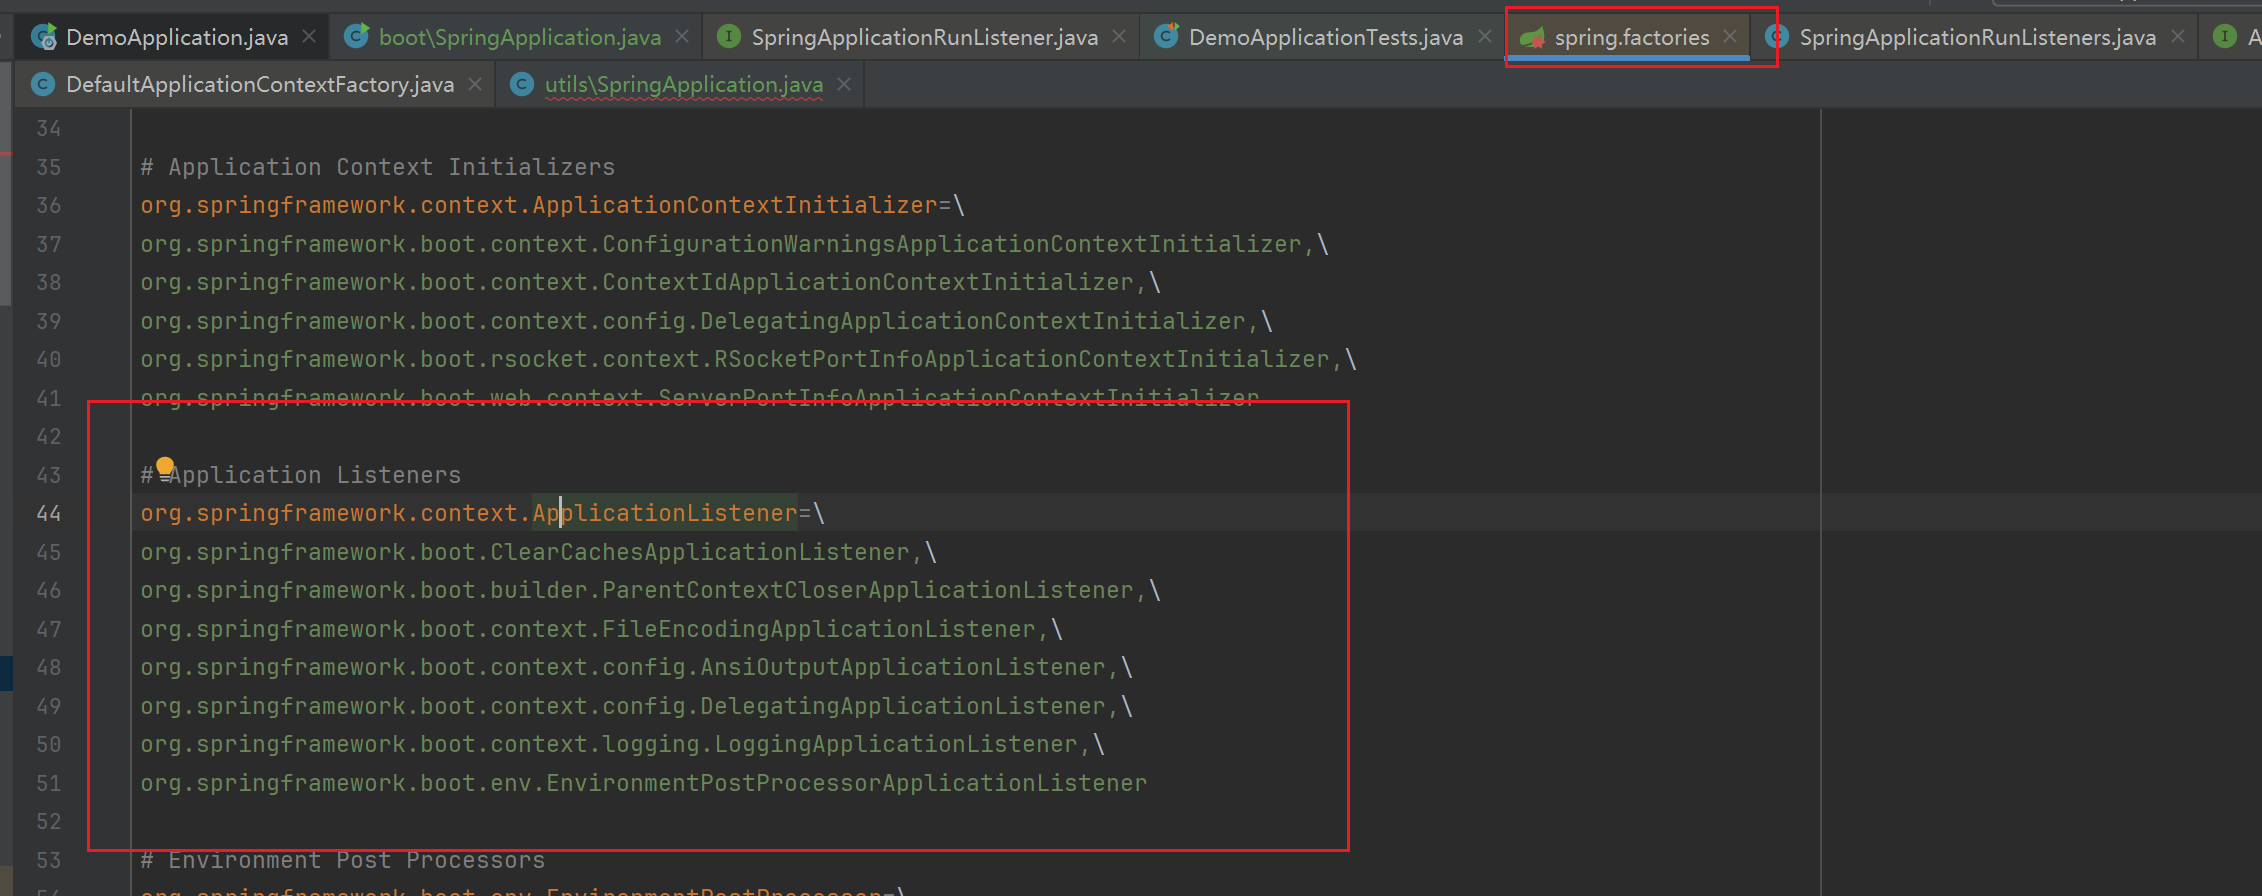 DemoApplication.java
boot\SpringApplication.java
SpringApplicationRunListener.java
DemoApplicationTests.java
spring.factories
SpringApplicationRunListeners.java
DefaultApplicationContextFactory.java
utils\SpringApplication.java
34
35 # Application Context Initializers
36 org.springframework.context.ApplicationContextInitializer=\
37 org.springframework.boot.context.ConfigurationWarningsApplicationContextInitializer,\
38 org.springframework.boot.context.ContextIdApplicationContextInitializer,\
39 org.springframework.boot.context.config.DelegatingApplicationContextInitializer,\
40 org.springframework.boot.rsocket.context.RSocketPortInfoApplicationContextInitializer,\
41 org.springframework.boot.web.context.ServerPortInfoApplicationContextInitializer
42
43 # Application Listeners
44 org.springframework.context.ApplicationListener=\
45 org.springframework.boot.ClearCachesApplicationListener,\
46 org.springframework.boot.builder.ParentContextCloserApplicationListener,\
47 org.springframework.boot.context.FileEncodingApplicationListener,\
48 org.springframework.boot.context.config.AnsiOutputApplicationListener,\
49 org.springframework.boot.context.config.DelegatingApplicationListener,\
50 org.springframework.boot.context.logging.LoggingApplicationListener,\
51 org.springframework.boot.env.EnvironmentPostProcessorApplicationListener
52
53 # Environment Post Processors
54 org.springframework.boot.env.EnvironmentPostProcessor=\